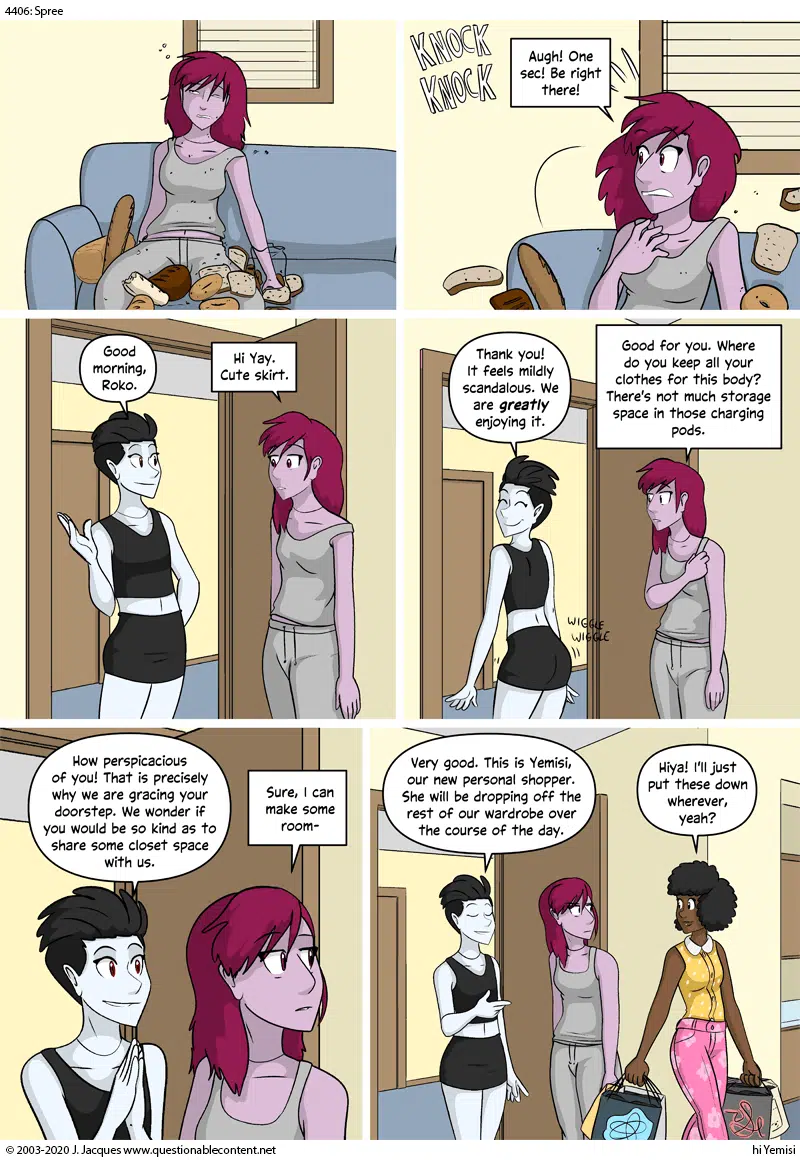 4406: Spree
KNOCK
KNOCK
Augh! One
sec! Be right
there!
Good
morning,
Roko.
Hi Yay.
Cute skirt.
Thank you!
It feels mildly
scandalous. We
are greatly
enjoying it.
Good for you. Where
do you keep all your
clothes for this body?
There's not much storage
space in those charging
pods.
WIGGLE
WIGGLE
How perspicacious
of you! That is precisely
why we are gracing your
doorstep. We wonder if
you would be so kind as to
share some closet space
with us.
Sure, I can
make some
room-
Very good. This is Yemisi,
our new personal shopper.
She will be dropping off the
rest of our wardrobe over
the course of the day.
Hiya! I'll just
put these down
wherever,
yeah?
© 2003-2020 J. Jacques www.questionablecontent.net
hi Yemisi